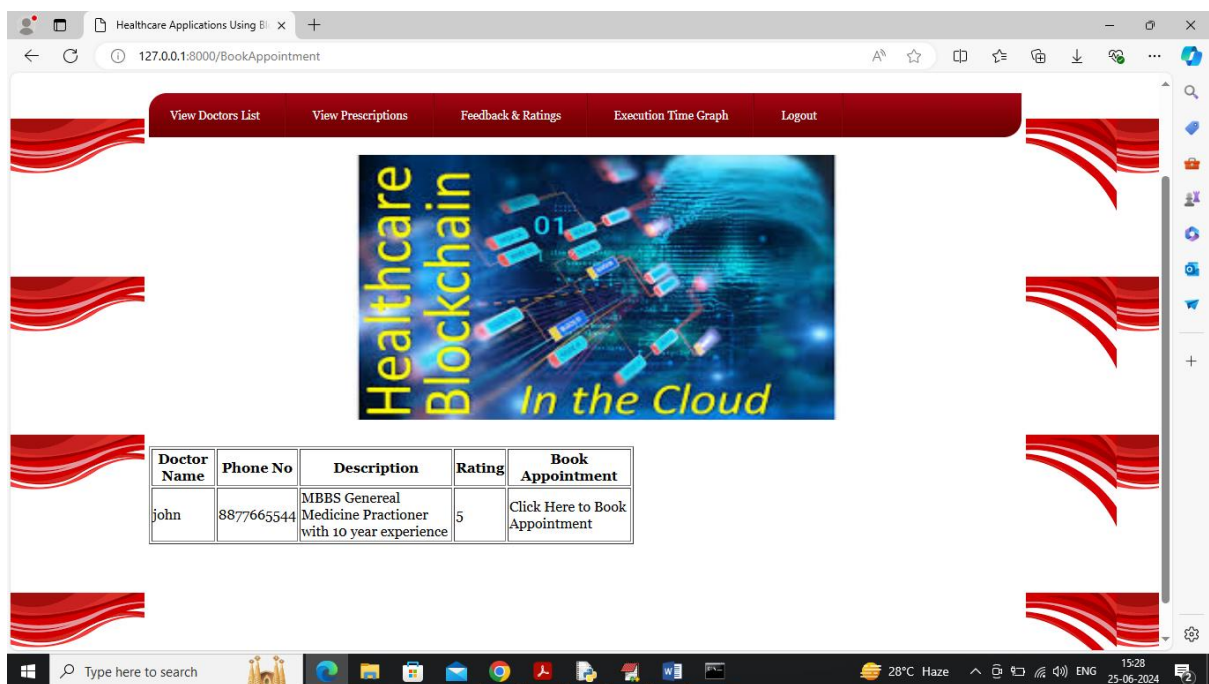 Healthcare Applications Using Bl
127.0.0.1:8000/BookAppointment
View Doctors List View Prescriptions Feedback & Ratings Execution Time Graph Logout
Healthcare
Blockchain
01
In the Cloud
Doctor Name Phone No Description Rating Book Appointment
john 8877665544 MBBS Genereal Medicine Practioner with 10 year experience 5 Click Here to Book Appointment
Type here to search
28°C Haze
ENG
15:28
25-06-2024
2